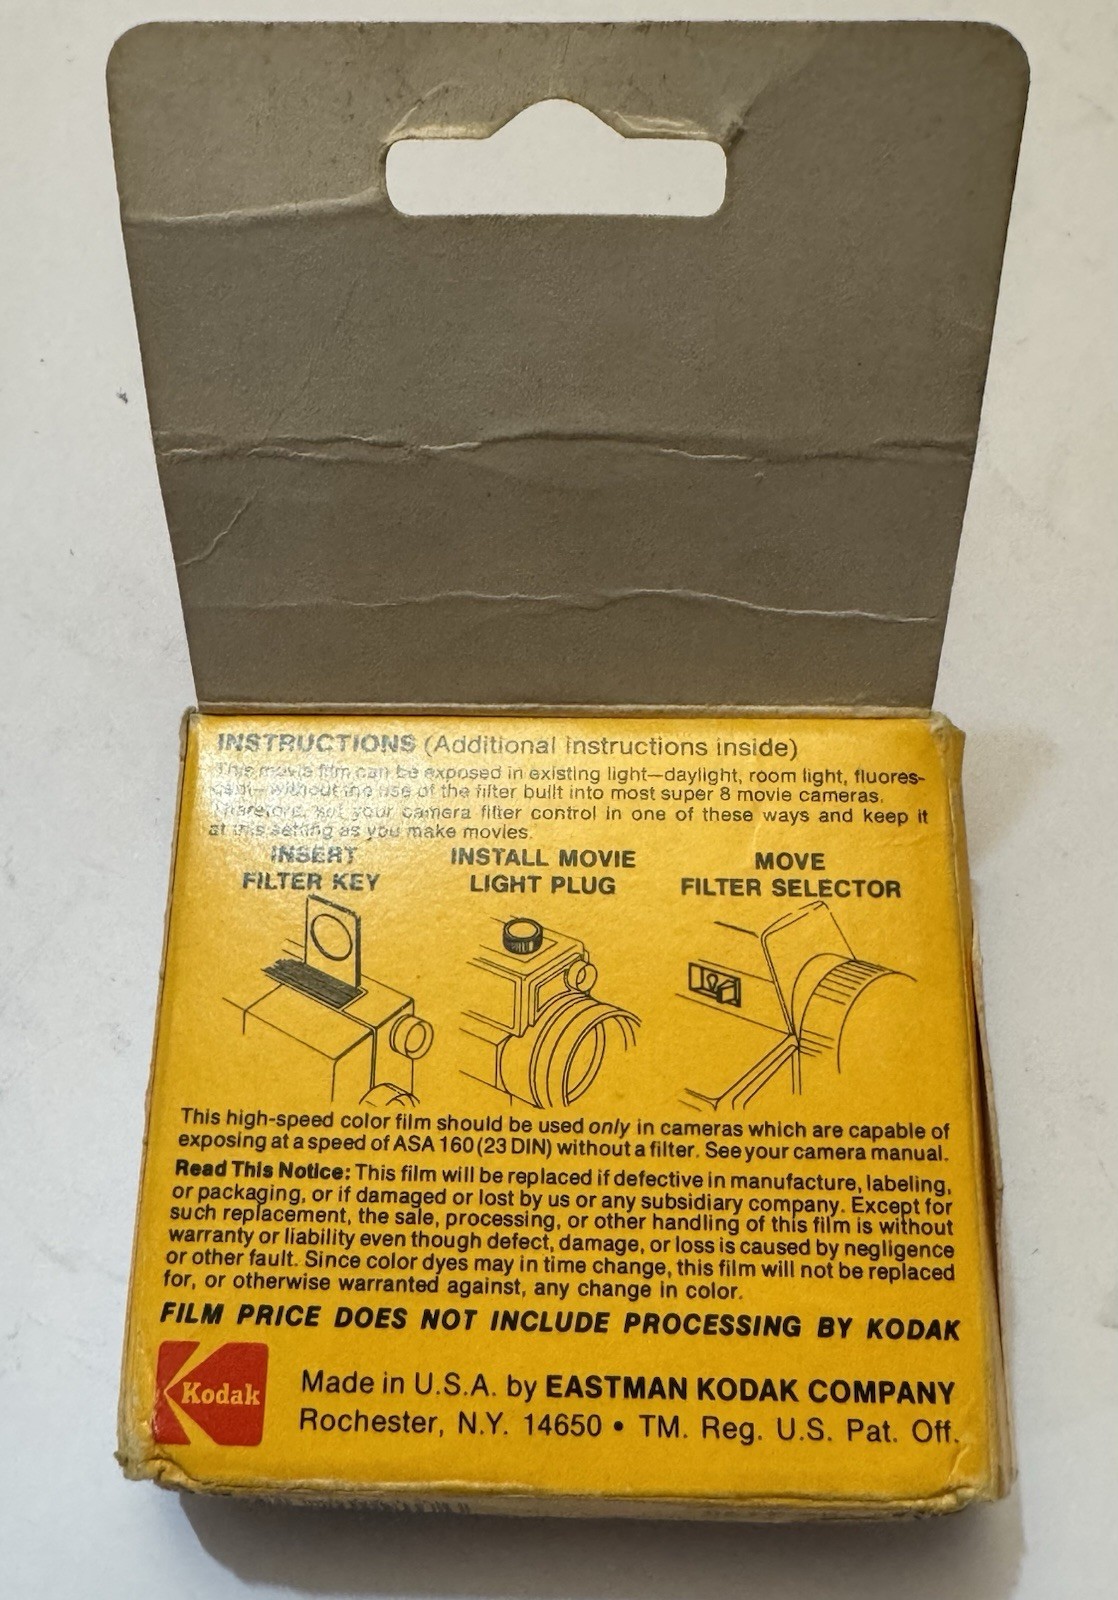 INSTRUCTIONS (Additional instructions inside)
This movie film can be exposed in existing light—daylight, room light, fluores-
cent—without the use of the filter built into most super 8 movie cameras.
Therefore, set your camera filter control in one of these ways and keep it
at this setting as you make movies.
INSERT
FILTER KEY
INSTALL MOVIE
LIGHT PLUG
MOVE
FILTER SELECTOR
This high-speed color film should be used only in cameras which are capable of
exposing at a speed of ASA 160 (23 DIN) without a filter. See your camera manual.
Read This Notice: This film will be replaced if defective in manufacture, labeling,
or packaging, or if damaged or lost by us or any subsidiary company. Except for
such replacement, the sale, processing, or other handling of this film is without
warranty or liability even though defect, damage, or loss is caused by negligence
or other fault. Since color dyes may in time change, this film will not be replaced
for, or otherwise warranted against, any change in color.
FILM PRICE DOES NOT INCLUDE PROCESSING BY KODAK
Kodak
Made in U.S.A. by EASTMAN KODAK COMPANY
Rochester, N.Y. 14650 • TM. Reg. U.S. Pat. Off.